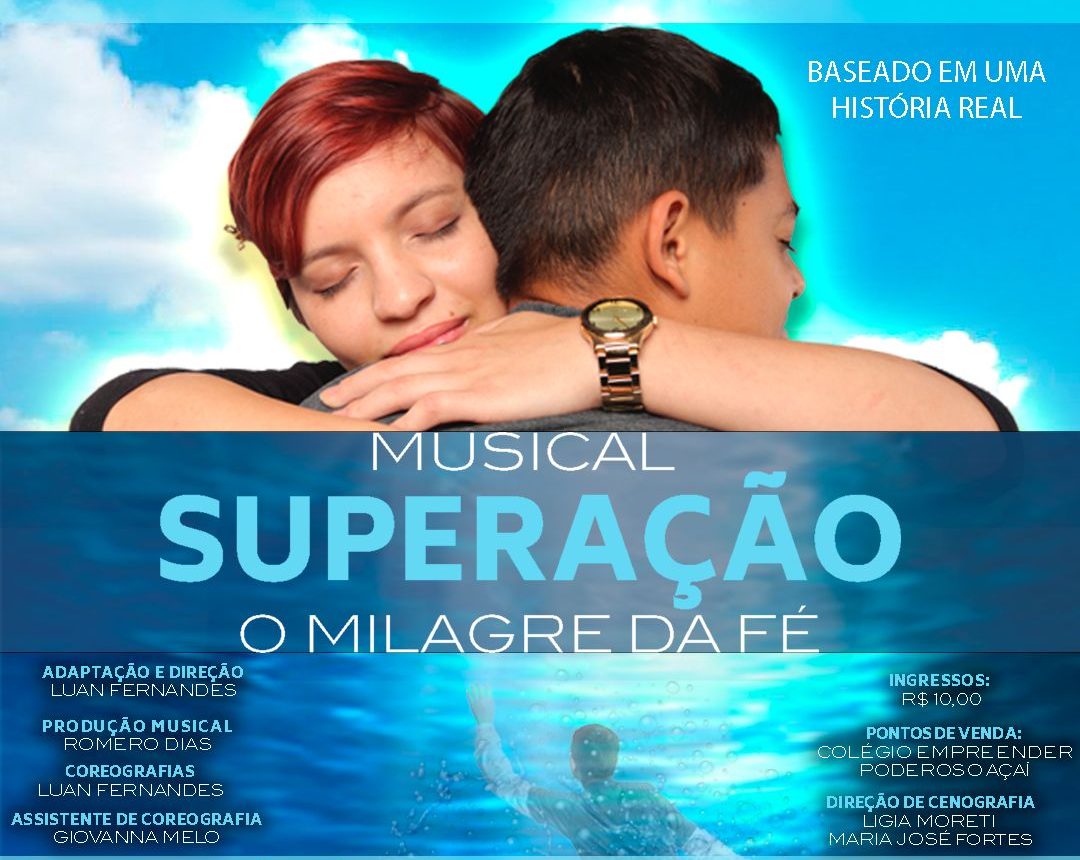 BASEADO EM UMA
HISTÓRIA REAL
MUSICAL
SUPERAÇÃO
O MILAGRE DA FÉ
ADAPTAÇÃO E DIREÇÃO
LUAN FERNANDES
PRODUÇÃO MUSICAL
ROMERO DIAS
COREOGRAFIAS
LUAN FERNANDES
ASSISTENTE DE COREOGRAFIA
GIOVANNA MELO
INGRESSOS:
R$ 10,00
PONTOS DE VENDA:
COLÉGIO EMPREENDER
PODEROSO AÇAÍ
DIREÇÃO DE CENOGRAFIA
LIGIA MORETI
MARIA JOSÉ FORTES